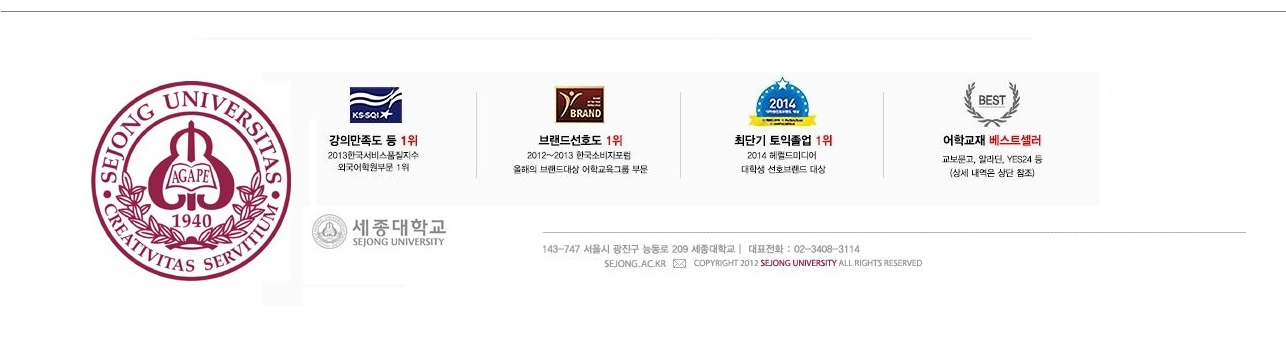 SEJONG UNIVERSITAS
AGAPE
1940
CREATIVITAS SERVITIUM
KS-SQI
강의만족도 등 1위
2013한국서비스품질지수
외국어학원부문 1위
BRAND
브랜드선호도 1위
2012~2013 한국소비자포럼
올해의 브랜드대상 어학교육그룹 부문
2014
최단기 토익졸업 1위
2014 헤럴드미디어
대학생 선호브랜드 대상
BEST
어학교재 베스트셀러
교보문고, 알라딘, YES24 등
(상세 내역은 상단 참조)
세종대학교
SEJONG UNIVERSITY
143-747 서울시 광진구 능동로 209 세종대학교 | 대표전화 : 02-3408-3114
SEJONG.AC.KR COPYRIGHT 2012 SEJONG UNIVERSITY ALL RIGHTS RESERVED